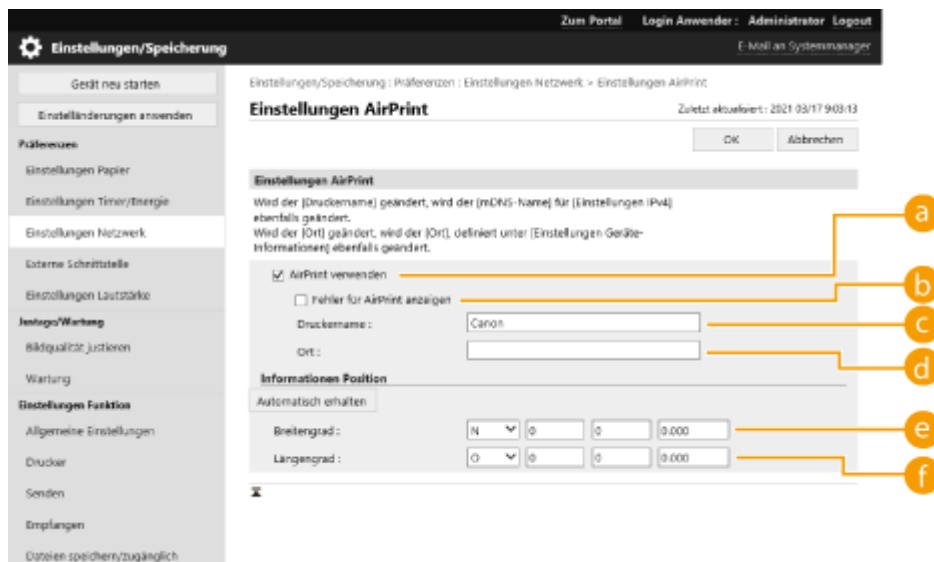 Zum Portal Login Anwender : Administrator Logout
Einstellungen/Speicherung
E-Mail an Systemmanager
Gerät neu starten
Einstelländerungen anwenden
Präferenzen
Einstellungen Papier
Einstellungen Timer/Energie
Einstellungen Netzwerk
Externe Schnittstelle
Einstellungen Lautstärke
Justage/Wartung
Bildqualität justieren
Wartung
Einstellungen Funktion
Allgemeine Einstellungen
Drucker
Senden
Empfangen
Dateien speichern/zugänglich
Einstellungen/Speicherung : Präferenzen : Einstellungen Netzwerk > Einstellungen AirPrint
Einstellungen AirPrint
Zuletzt aktualisiert : 2021 03/17 9:03:13
OK
Abbrechen
Einstellungen AirPrint
Wird der [Druckername] geändert, wird der [mDNS-Name] für [Einstellungen IPv4]
ebenfalls geändert.
Wird der [Ort] geändert, wird der [Ort], definiert unter [Einstellungen Geräte-
Informationen] ebenfalls geändert.
AirPrint verwenden
a
Fehler für AirPrint anzeigen
b
Druckername : Canon
c
Ort :
d
Informationen Position
Automatisch erhalten
Breitengrad : N 0 0 0.000
e
Längengrad : O 0 0 0.000
f